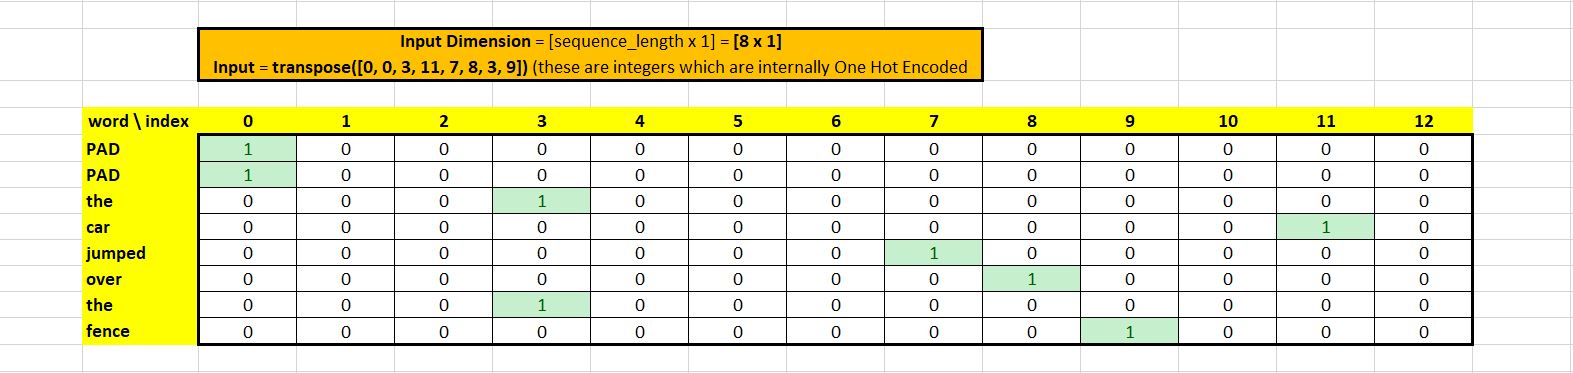 Input Dimension = [sequence_length x 1] = [8 x 1]
Input = transpose([0, 0, 3, 11, 7, 8, 3, 9]) (these are integers which are internally One Hot Encoded
word \ index 0 1 2 3 4 5 6 7 8 9 10 11 12
PAD 1 0 0 0 0 0 0 0 0 0 0 0 0
PAD 1 0 0 0 0 0 0 0 0 0 0 0 0
the 0 0 0 1 0 0 0 0 0 0 0 0 0
car 0 0 0 0 0 0 0 0 0 0 0 1 0
jumped 0 0 0 0 0 0 0 1 0 0 0 0 0
over 0 0 0 0 0 0 0 0 1 0 0 0 0
the 0 0 0 1 0 0 0 0 0 0 0 0 0
fence 0 0 0 0 0 0 0 0 0 1 0 0 0